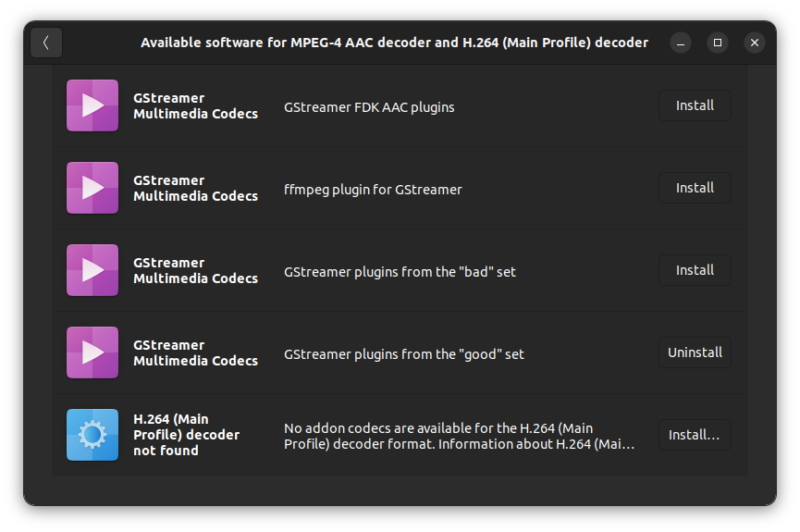 Available software for MPEG-4 AAC decoder and H.264 (Main Profile) decoder
GStreamer
Multimedia Codecs
GStreamer FDK AAC plugins
Install
GStreamer
Multimedia Codecs
ffmpeg plugin for GStreamer
Install
GStreamer
Multimedia Codecs
GStreamer plugins from the "bad" set
Install
GStreamer
Multimedia Codecs
GStreamer plugins from the "good" set
Uninstall
H.264 (Main
Profile) decoder
not found
No addon codecs are available for the H.264 (Main
Profile) decoder format. Information about H.264 (Mai…
Install…